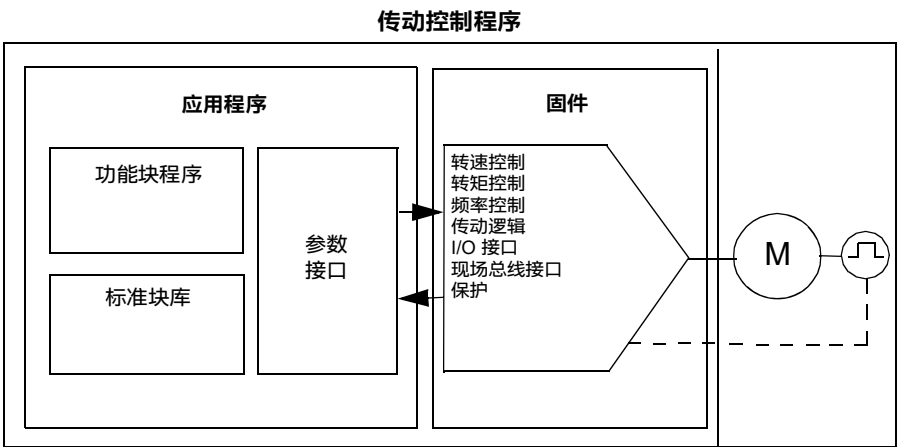 传动控制程序
应用程序
固件
功能块程序
标准块库
参数
接口
转速控制
转矩控制
频率控制
传动逻辑
I/O 接口
现场总线接口
保护
M